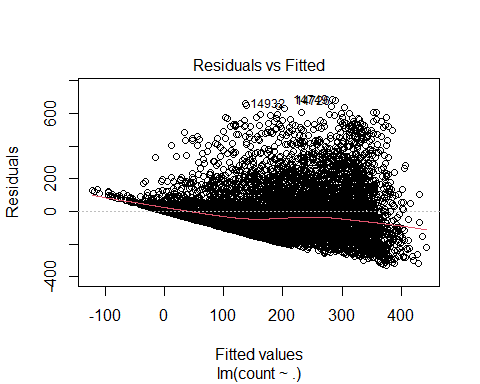 Residuals vs Fitted
Residuals
600
200
0
-400
14932
-100
0
100
200
300
400
Fitted values
lm(count ~ .)